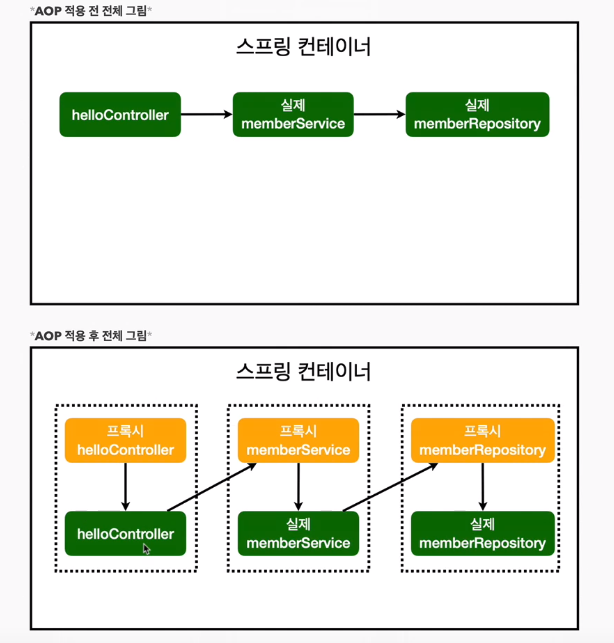 *AOP 적용 전 전체 그림*
스프링 컨테이너
helloController
실제
memberService
실제
memberRepository
*AOP 적용 후 전체 그림*
스프링 컨테이너
프록시
helloController
프록시
memberService
프록시
memberRepository
helloController
실제
memberService
실제
memberRepository